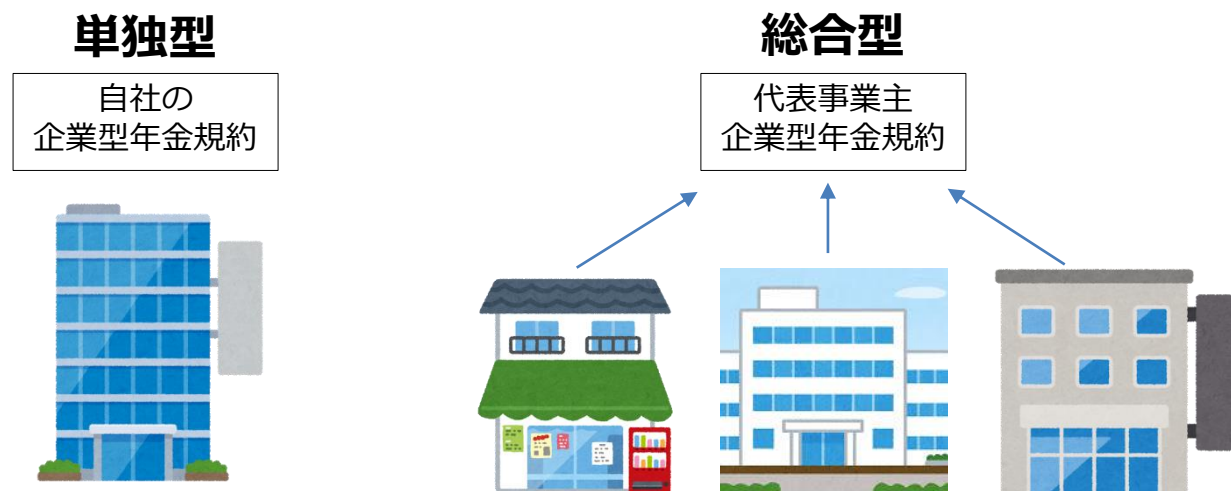 単独型
自社の
企業型年金規約
総合型
代表事業主
企業型年金規約